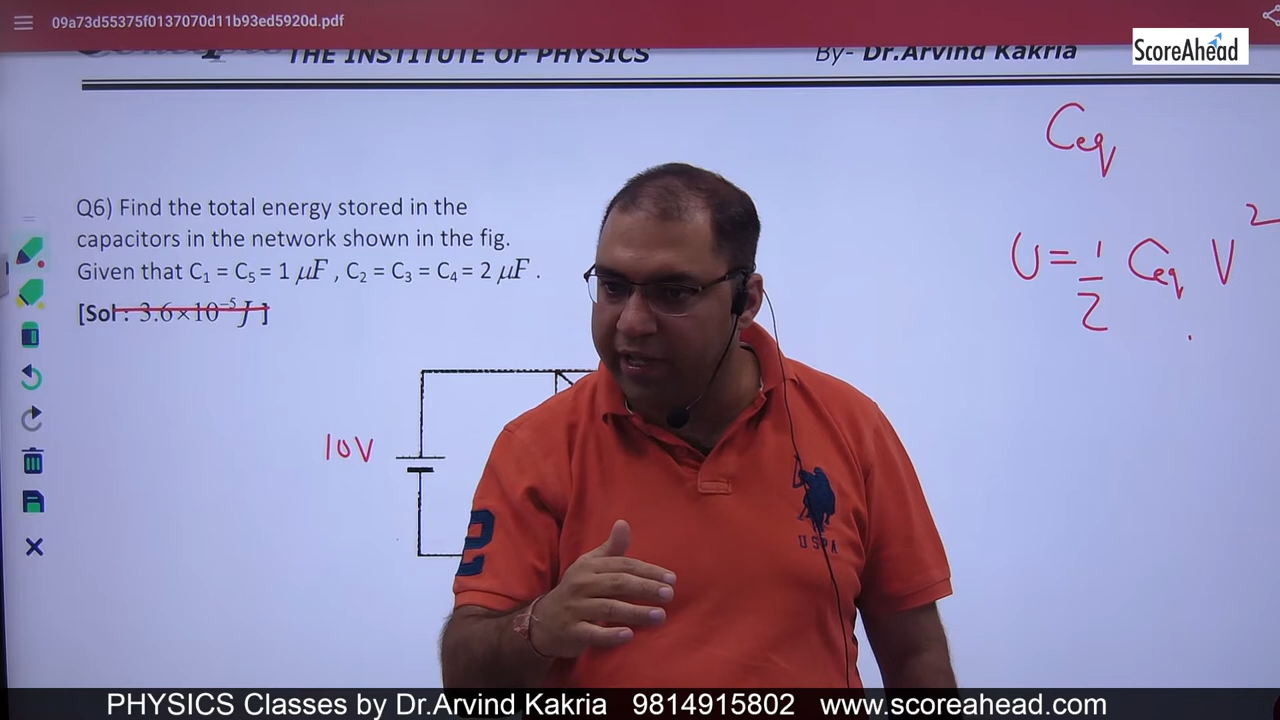 09a73d55375f0137070d11b93ed5920d.pdf
ScoreAhead
THE INSTITUTE OF PHYSICS By- Dr.Arvind Kakria
Ceq
Q6) Find the total energy stored in the
capacitors in the network shown in the fig.
Given that C₁ = C₅ = 1 μF , C₂ = C₃ = C₄ = 2 μF .
[Sol : 3.6×10⁻⁵J ]
U = 1/2 Ceq V²
10V
2
USPA
PHYSICS Classes by Dr.Arvind Kakria 9814915802 www.scoreahead.com